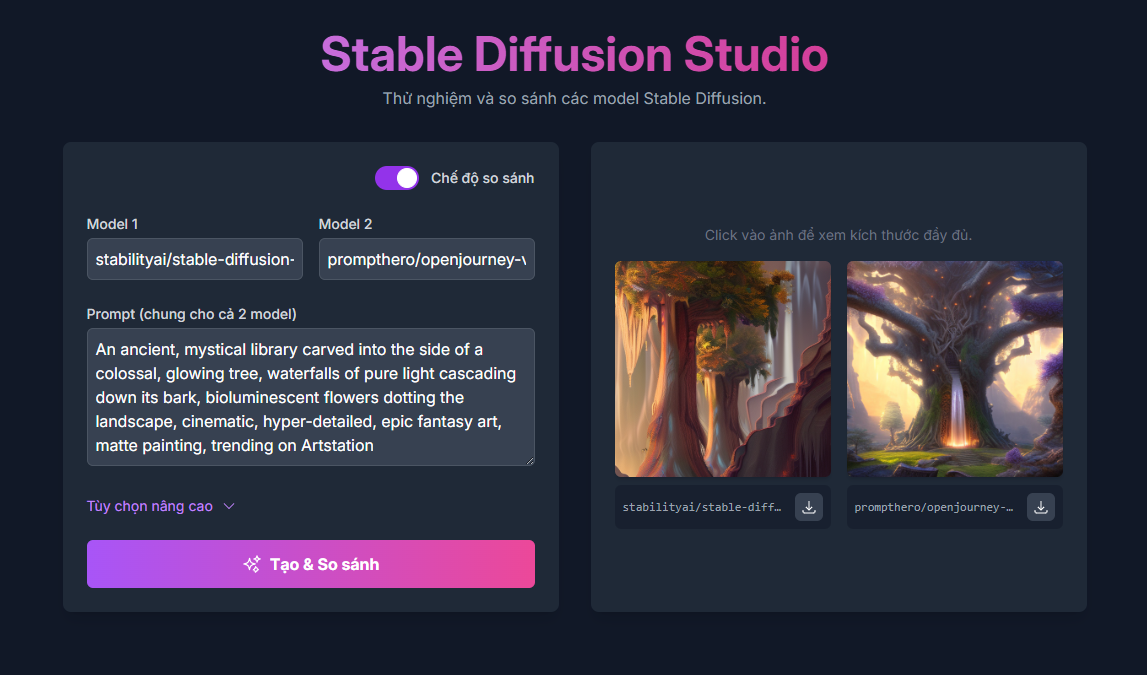 Stable Diffusion Studio
Thử nghiệm và so sánh các model Stable Diffusion.
Chế độ so sánh
Model 1
stabilityai/stable-diffusion-
Model 2
prompthero/openjourney-v
Prompt (chung cho cả 2 model)
An ancient, mystical library carved into the side of a
colossal, glowing tree, waterfalls of pure light cascading
down its bark, bioluminescent flowers dotting the
landscape, cinematic, hyper-detailed, epic fantasy art,
matte painting, trending on Artstation
Tùy chọn nâng cao
Tạo & So sánh
Click vào ảnh để xem kích thước đầy đủ.
stabilityai/stable-diff…
prompthero/openjourney-…